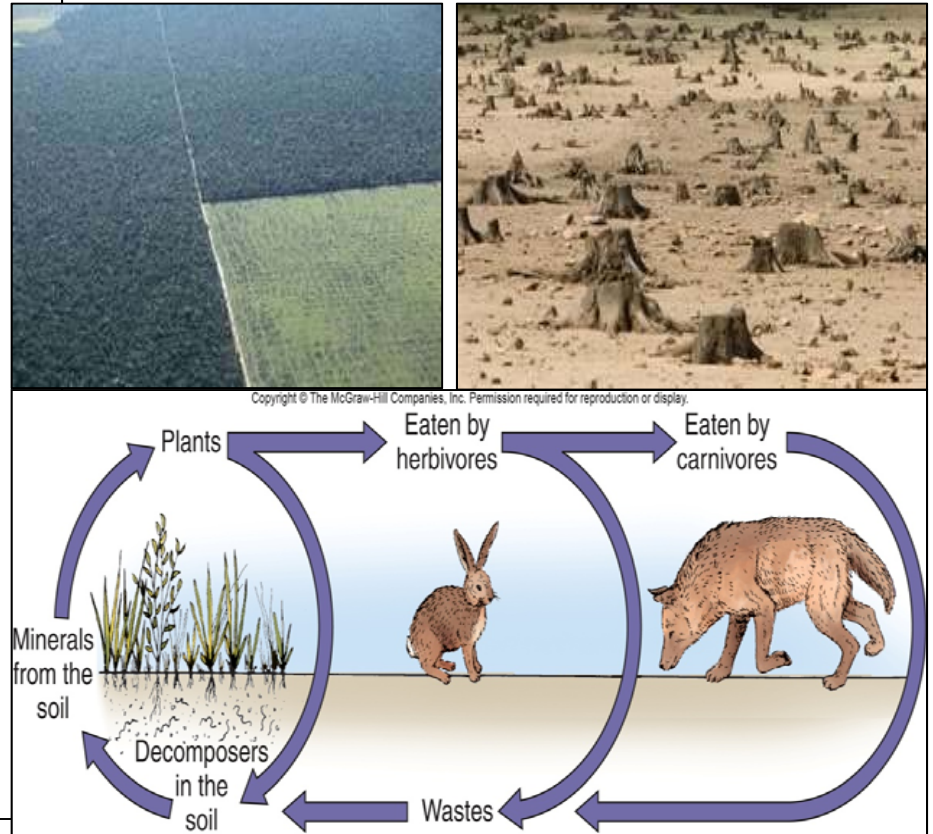 Copyright © The McGraw-Hill Companies, Inc. Permission required for reproduction or display.
Plants
Eaten by
herbivores
Eaten by
carnivores
Minerals
from the
soil
Decomposers
in the
soil
Wastes